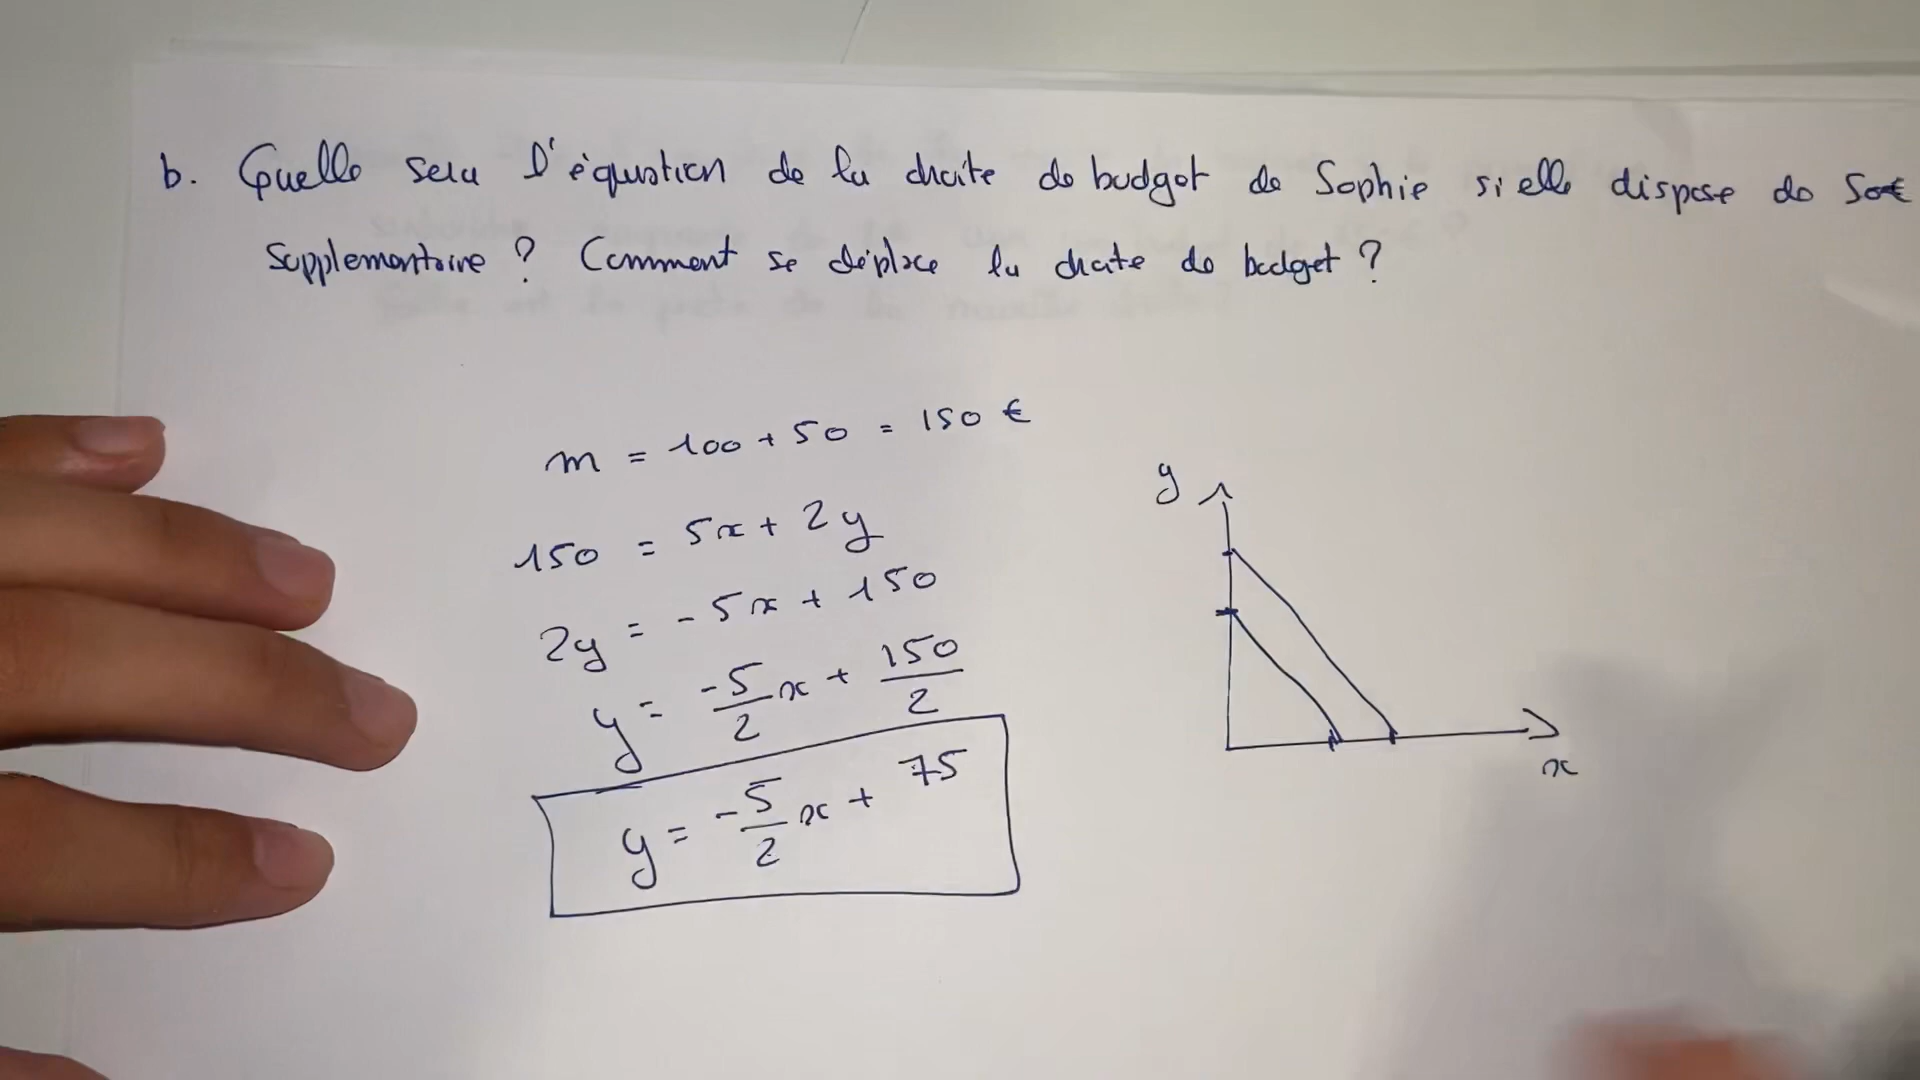 b. Quelle sera l'équation de la droite de budget de Sophie si elle dispose de 50€
supplementaire ? Comment se déplace la droite de budget ?
m = 100 + 50 = 150 €
150 = 5x + 2y
2y = -5x + 150
y = -5/2 x + 150/2
y = -5/2 x + 75
y
x